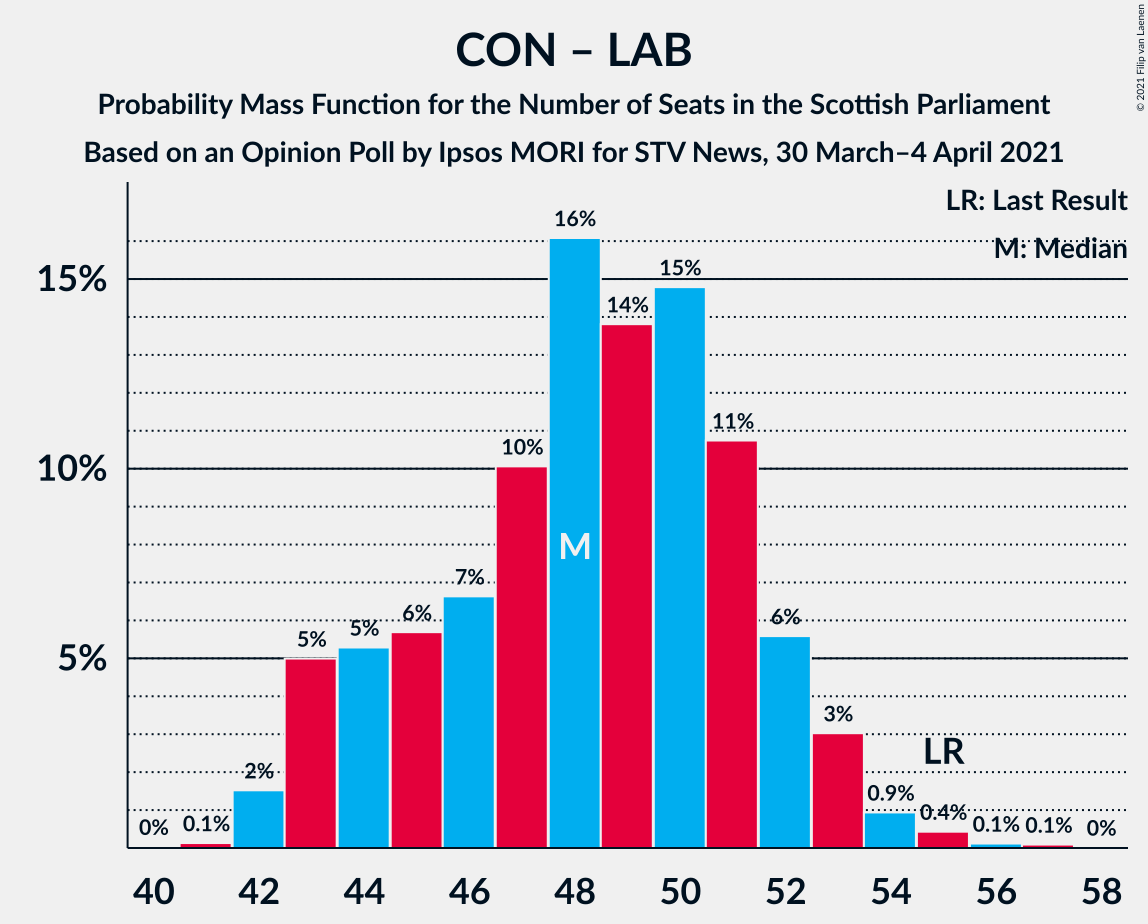 CON – LAB
Probability Mass Function for the Number of Seats in the Scottish Parliament
Based on an Opinion Poll by Ipsos MORI for STV News, 30 March–4 April 2021
© 2021 Filip van Laenen
LR: Last Result
M: Median
15%
10%
5%
0%
0.1%
2%
5%
5%
6%
7%
10%
16%
14%
15%
11%
6%
3%
0.9%
0.4%
0.1%
0.1%
0%
M
LR
40 42 44 46 48 50 52 54 56 58